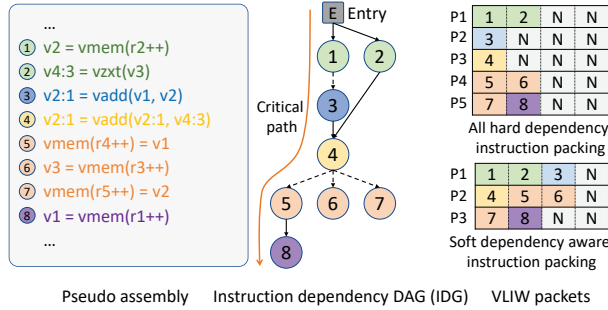 ...
1 v2 = vmem(r2++)
2 v4:3 = vzxt(v3)
3 v2:1 = vadd(v1, v2)
4 v2:1 = vadd(v2:1, v4:3)
5 vmem(r4++) = v1
6 v3 = vmem(r3++)
7 vmem(r5++) = v2
8 v1 = vmem(r1++)
...
Pseudo assembly
E Entry
1 2
Critical
path
3
4
5 6 7
8
Instruction dependency DAG (IDG)
P1 1 2 N N
P2 3 N N N
P3 4 N N N
P4 5 6 N N
P5 7 8 N N
All hard dependency
instruction packing
P1 1 2 3 N
P2 4 5 6 N
P3 7 8 N N
Soft dependency aware
instruction packing
VLIW packets